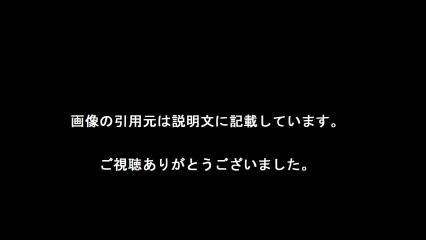 画像の引用元は説明文に記載しています。
ご視聴ありがとうございました。